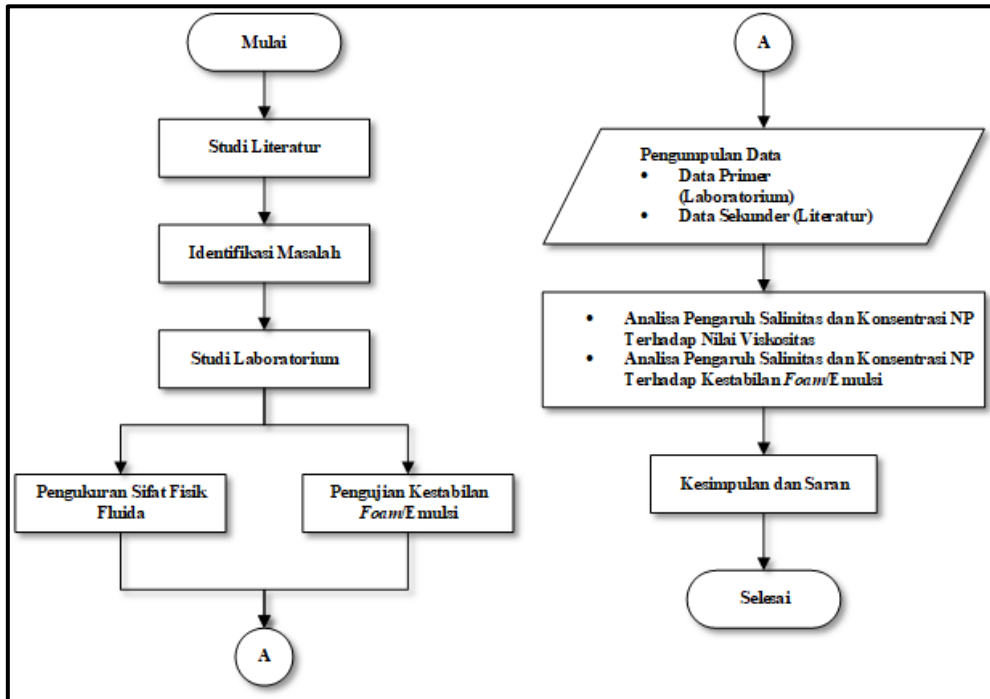 Mulai
Studi Literatur
Identifikasi Masalah
Studi Laboratorium
Pengukuran Sifat Fisik
Fluida
Pengujian Kestabilan
Foam/Emulsi
A
A
Pengumpulan Data
• Data Primer
(Laboratorium)
• Data Sekunder (Literatur)
• Analisa Pengaruh Salinitas dan Konsentrasi NP
Terhadap Nilai Viskositas
• Analisa Pengaruh Salinitas dan Konsentrasi NP
Terhadap Kestabilan Foam/Emulsi
Kesimpulan dan Saran
Selesai